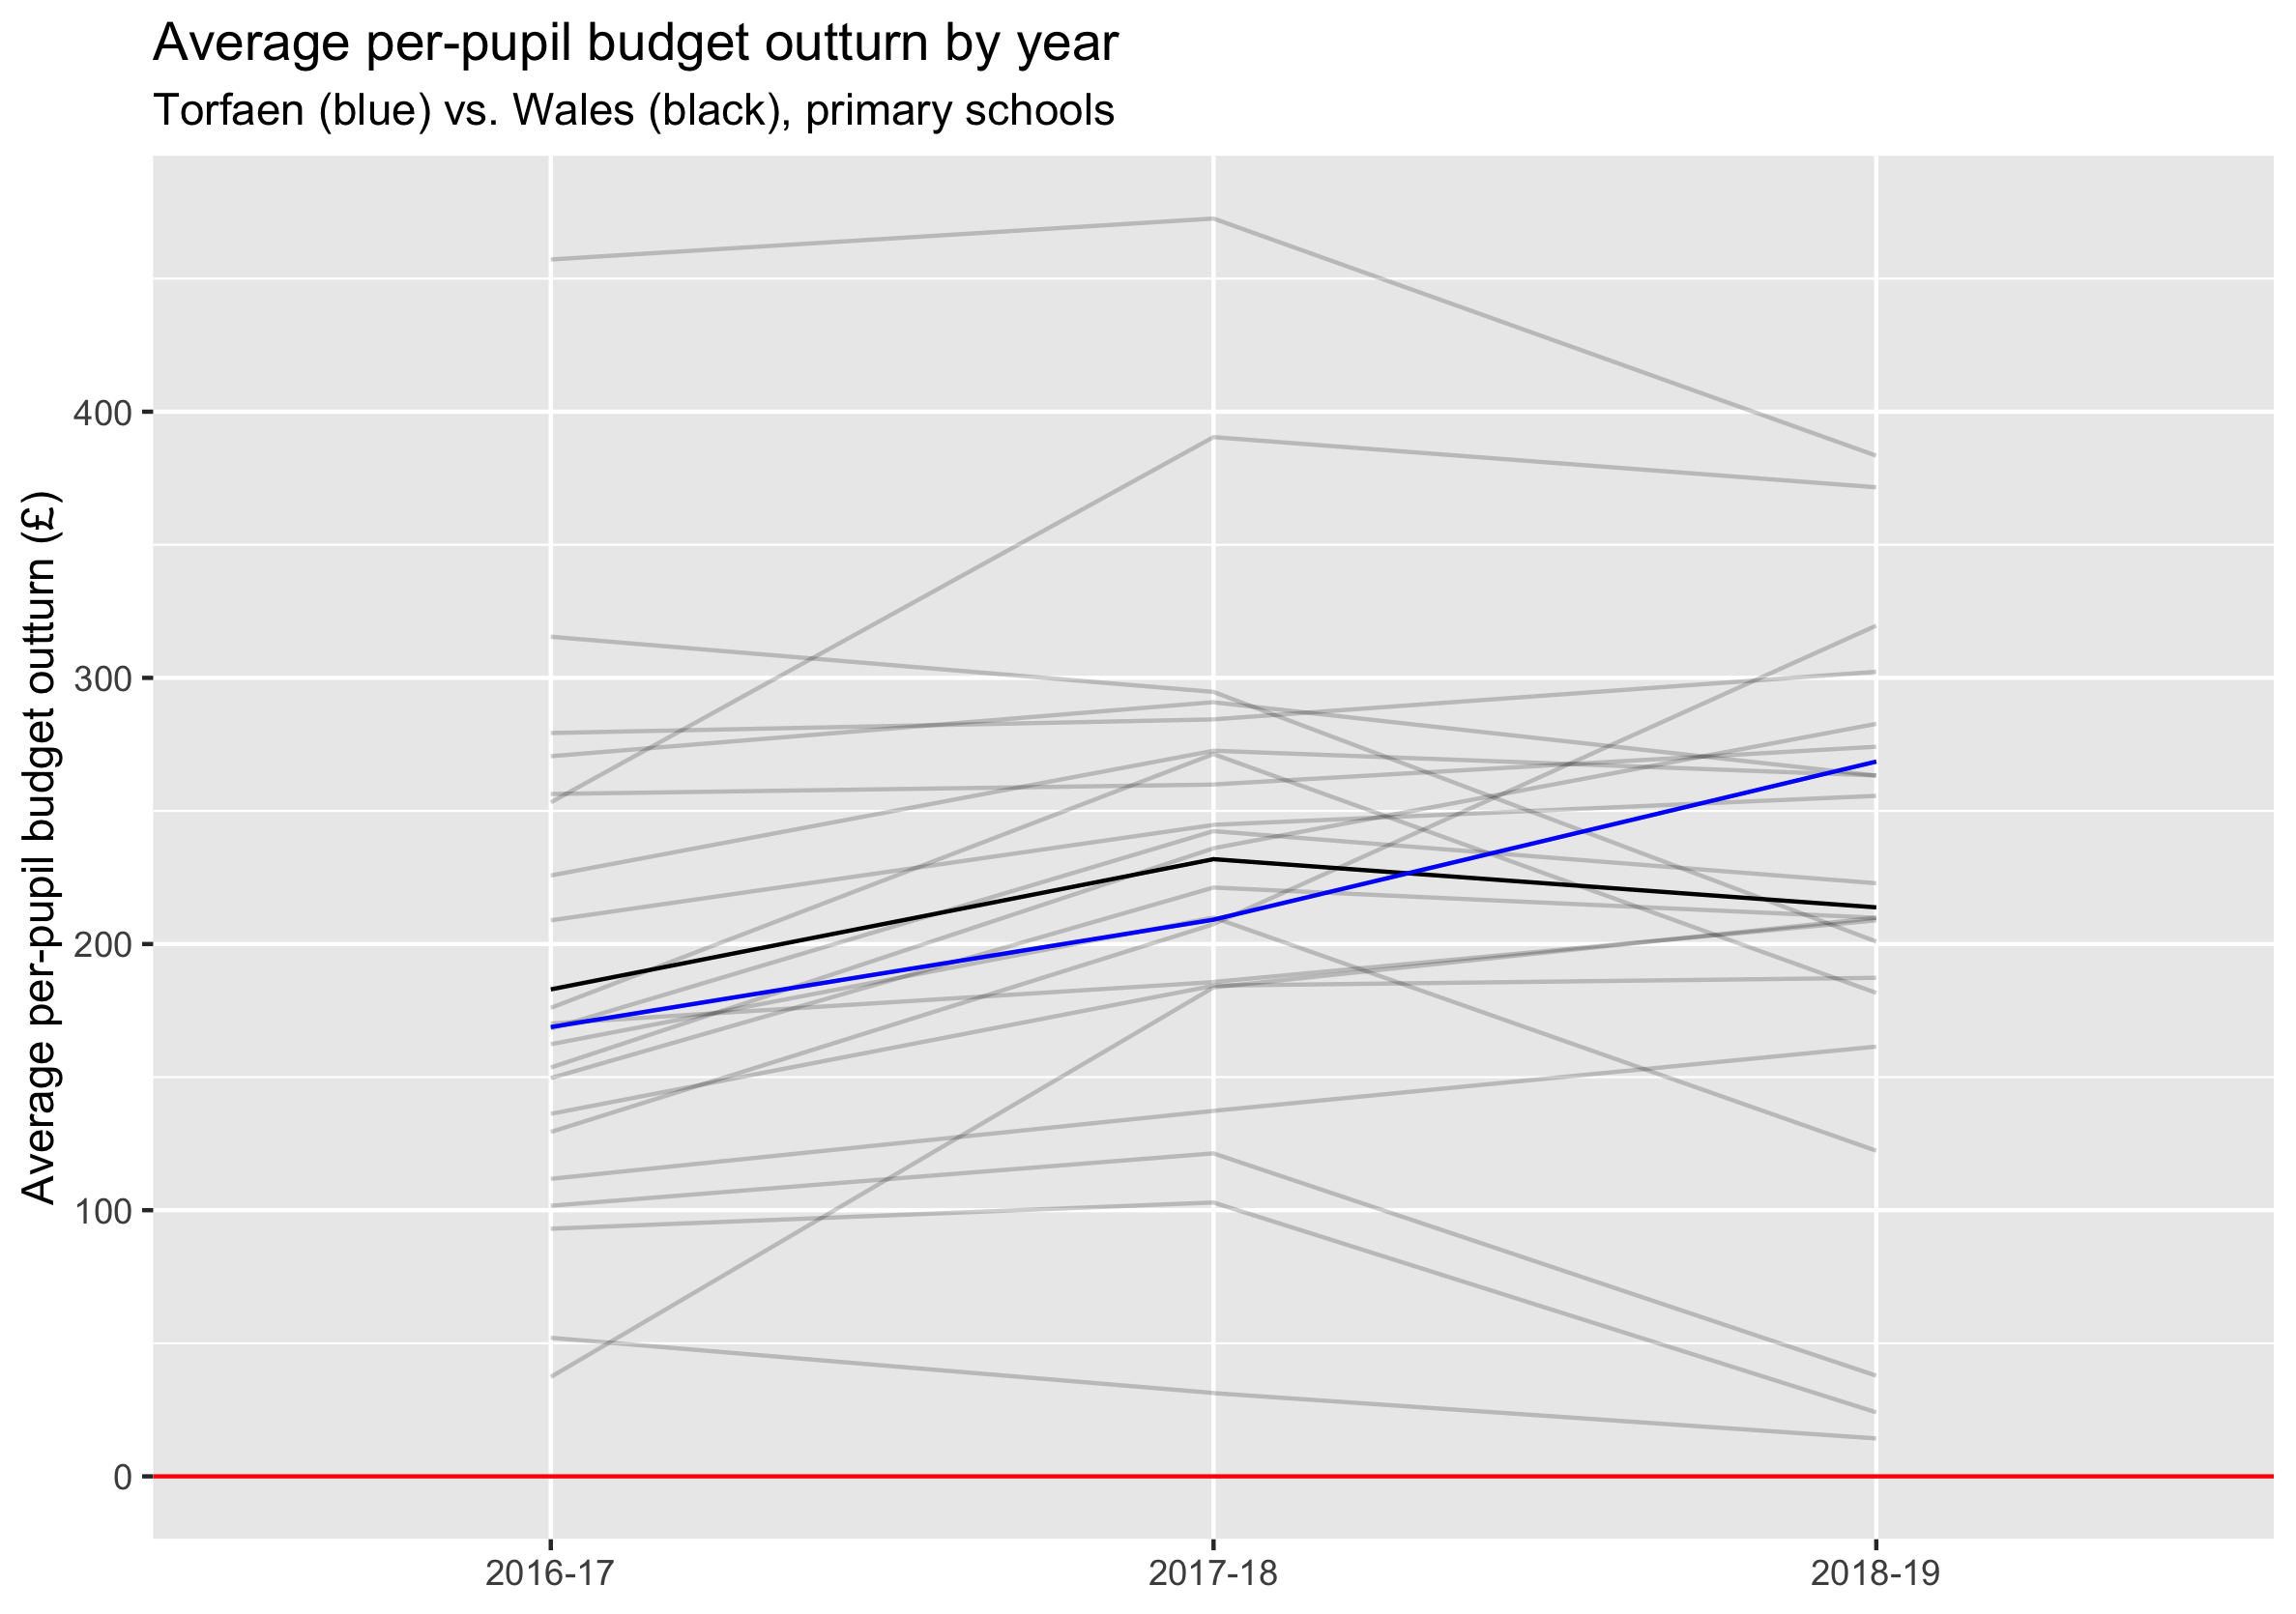 Average per-pupil budget outturn by year
Torfaen (blue) vs. Wales (black), primary schools
Average per-pupil budget outturn (£)
400
300
200
100
0
2016-17
2017-18
2018-19